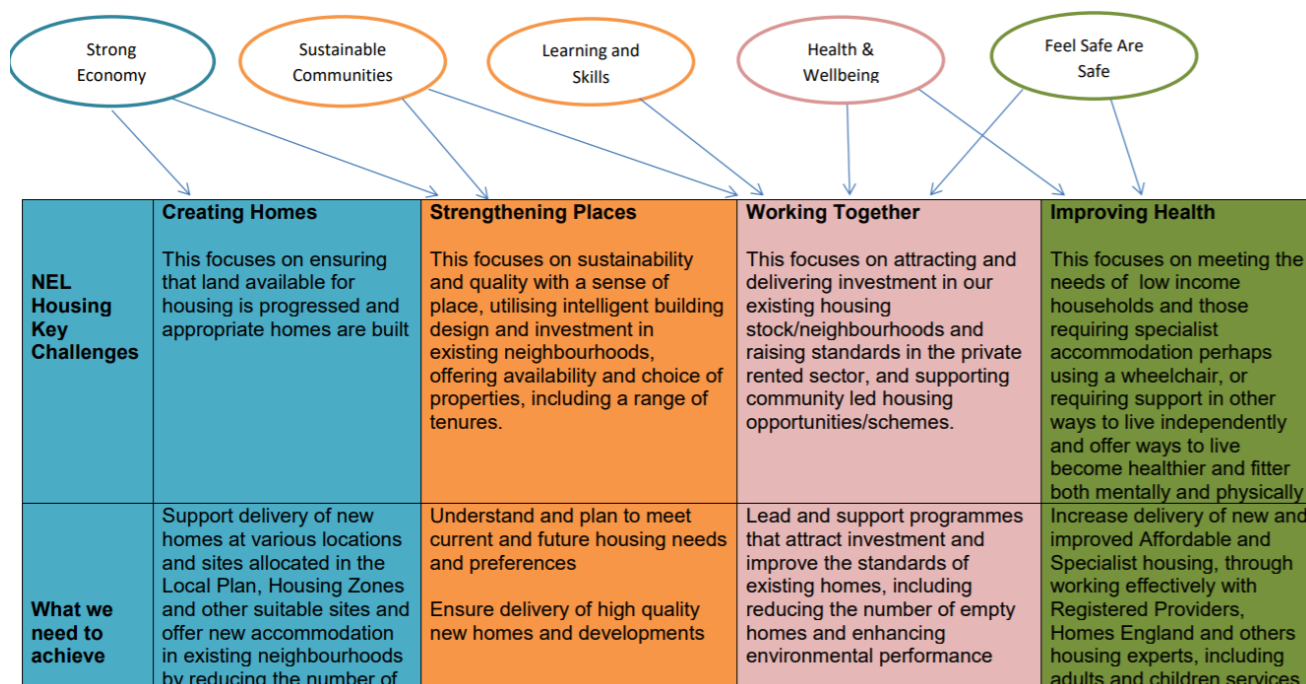 Strong
Economy
Sustainable
Communities
Learning and
Skills
Health &
Wellbeing
Feel Safe Are
Safe
NEL
Housing
Key
Challenges
Creating Homes
This focuses on ensuring
that land available for
housing is progressed and
appropriate homes are built
Strengthening Places
This focuses on sustainability
and quality with a sense of
place, utilising intelligent building
design and investment in
existing neighbourhoods,
offering availability and choice of
properties, including a range of
tenures.
Working Together
This focuses on attracting and
delivering investment in our
existing housing
stock/neighbourhoods and
raising standards in the private
rented sector, and supporting
community led housing
opportunities/schemes.
Improving Health
This focuses on meeting the
needs of  low income
households and those
requiring specialist
accommodation perhaps
using a wheelchair, or
requiring support in other
ways to live independently
and offer ways to live
become healthier and fitter
both mentally and physically
What we
need to
achieve
Support delivery of new
homes at various locations
and sites allocated in the
Local Plan, Housing Zones
and other suitable sites and
offer new accommodation
in existing neighbourhoods
by reducing the number of
Understand and plan to meet
current and future housing needs
and preferences
Ensure delivery of high quality
new homes and developments
Lead and support programmes
that attract investment and
improve the standards of
existing homes, including
reducing the number of empty
homes and enhancing
environmental performance
Increase delivery of new and
improved Affordable and
Specialist housing, through
working effectively with
Registered Providers,
Homes England and others
housing experts, including
adults and children services